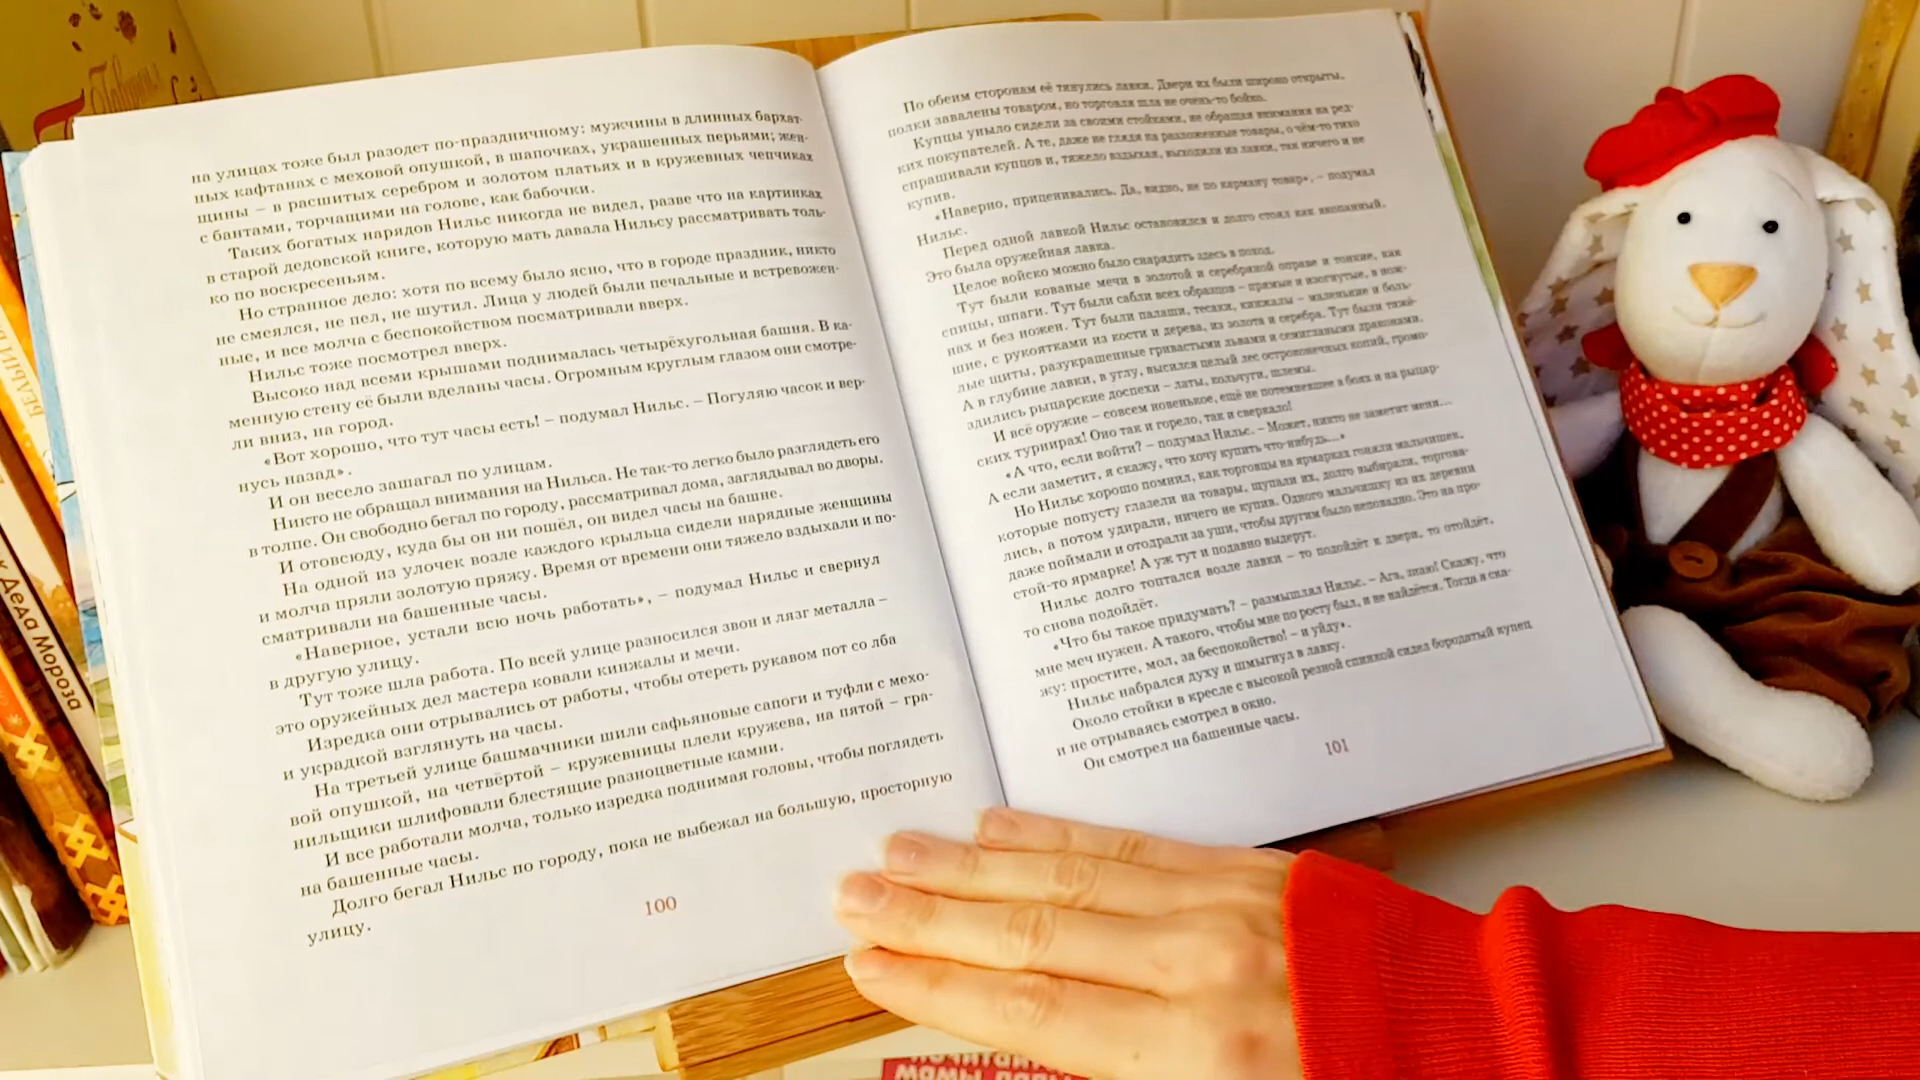 на улицах тоже был разодет по-праздничному: мужчины в длинных бархат-
ных кафтанах с меховой опушкой, в шапочках, украшенных перьями; жен-
щины – в расшитых серебром и золотом платьях и в кружевных чепчиках
с бантами, торчащими на голове, как бабочки.
Таких богатых нарядов Нильс никогда не видел, разве что на картинках
в старой дедовской книге, которую мать давала Нильсу рассматривать толь-
ко по воскресеньям.
Но странное дело: хотя по всему было ясно, что в городе праздник, никто
не смеялся, не пел, не шутил. Лица у людей были печальные и встревожен-
ные, и все молча с беспокойством посматривали вверх.
Нильс тоже посмотрел вверх.
Высоко над всеми крышами поднималась четырёхугольная башня. В ка-
менную стену её были вделаны часы. Огромным круглым глазом они смотре-
ли вниз, на город.
«Вот хорошо, что тут часы есть! – подумал Нильс. – Погуляю часок и вер-
нусь назад».
И он весело зашагал по улицам.
Никто не обращал внимания на Нильса. Не так-то легко было разглядеть его
в толпе. Он свободно бегал по городу, рассматривал дома, заглядывал во дворы.
И отовсюду, куда бы он ни пошёл, он видел часы на башне.
На одной из улочек возле каждого крыльца сидели нарядные женщины
и молча пряли золотую пряжу. Время от времени они тяжело вздыхали и по-
сматривали на башенные часы.
«Наверное, устали всю ночь работать», – подумал Нильс и свернул
в другую улицу.
Тут тоже шла работа. По всей улице разносился звон и лязг металла –
это оружейных дел мастера ковали кинжалы и мечи.
Изредка они отрывались от работы, чтобы отереть рукавом пот со лба
и украдкой взглянуть на часы.
На третьей улице башмачники шили сафьяновые сапоги и туфли с мехо-
вой опушкой, на четвёртой – кружевницы плели кружева, на пятой – гра-
нильщики шлифовали блестящие разноцветные камни.
И все работали молча, только изредка поднимая головы, чтобы поглядеть
на башенные часы.
Долго бегал Нильс по городу, пока не выбежал на большую, просторную
улицу.
100
По обеим сторонам её тянулись лавки. Двери их были широко открыты,
полки завалены товаром, но торговля шла не очень-то бойко.
Купцы уныло сидели за своими стойками, не обращая внимания на ред-
ких покупателей. А те, даже не глядя на разложенные товары, о чём-то тихо
спрашивали купцов и, тяжело вздыхая, выходили из лавки, так ничего и не
купив.
«Наверно, приценивались. Да, видно, не по карману товар», – подумал
Нильс.
Перед одной лавкой Нильс остановился и долго стоял как вкопанный.
Это была оружейная лавка.
Целое войско можно было снарядить здесь в поход.
Тут были кованые мечи в золотой и серебряной оправе и тонкие, как
спицы, шпаги. Тут были сабли всех образцов – прямые и изогнутые, в нож-
нах и без ножен. Тут были палаши, тесаки, кинжалы – маленькие и боль-
шие, с рукоятками из кости и дерева, из золота и серебра. Тут были тяжё-
лые щиты, разукрашенные гривастыми львами и семиглавыми драконами.
А в глубине лавки, в углу, высился целый лес остроконечных копий, громо-
здились рыцарские доспехи – латы, кольчуги, шлемы.
И всё оружие – совсем новенькое, ещё не потемневшее в боях и на рыцар-
ских турнирах! Оно так и горело, так и сверкало!
«А что, если войти? – подумал Нильс. – Может, никто не заметит меня...
А если заметит, я скажу, что хочу купить что-нибудь...»
Но Нильс хорошо помнил, как торговцы на ярмарках гоняли мальчишек,
которые попусту глазели на товары, щупали их, долго выбирали, торгова-
лись, а потом удирали, ничего не купив. Одного мальчишку из их деревни
даже поймали и отодрали за уши, чтобы другим было неповадно. Это на про-
стой-то ярмарке! А уж тут и подавно выдерут.
Нильс долго топтался возле лавки – то подойдёт к двери, то отойдёт,
то снова подойдёт.
«Что бы такое придумать? – размышлял Нильс. – Ага, знаю! Скажу, что
мне меч нужен. А такого, чтобы мне по росту был, и не найдётся. Тогда я ска-
жу: простите, мол, за беспокойство! – и уйду».
Нильс набрался духу и шмыгнул в лавку.
Около стойки в кресле с высокой резной спинкой сидел бородатый купец
и не отрываясь смотрел в окно.
Он смотрел на башенные часы.
101
к Деда Мороза